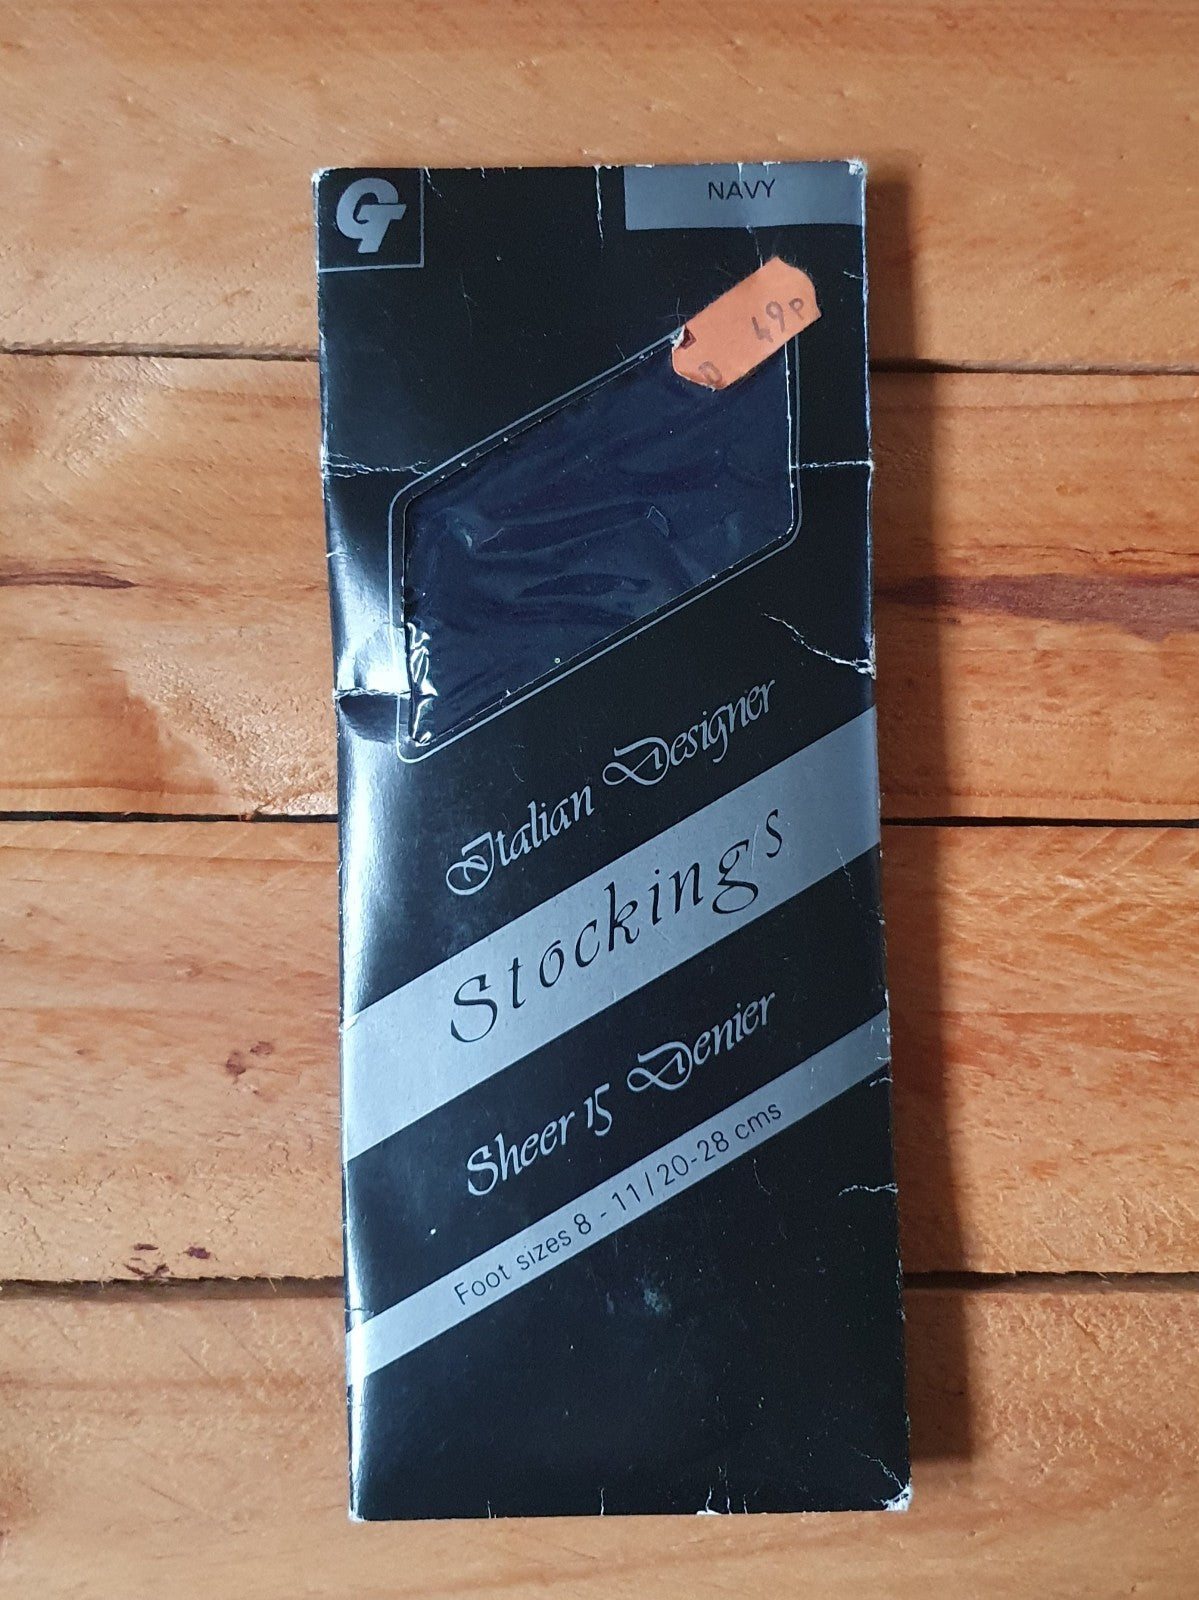 GT
NAVY
49p
Italian Designer
Stockings
Sheer 15 Denier
Foot sizes 8 - 11 / 20-28 cms